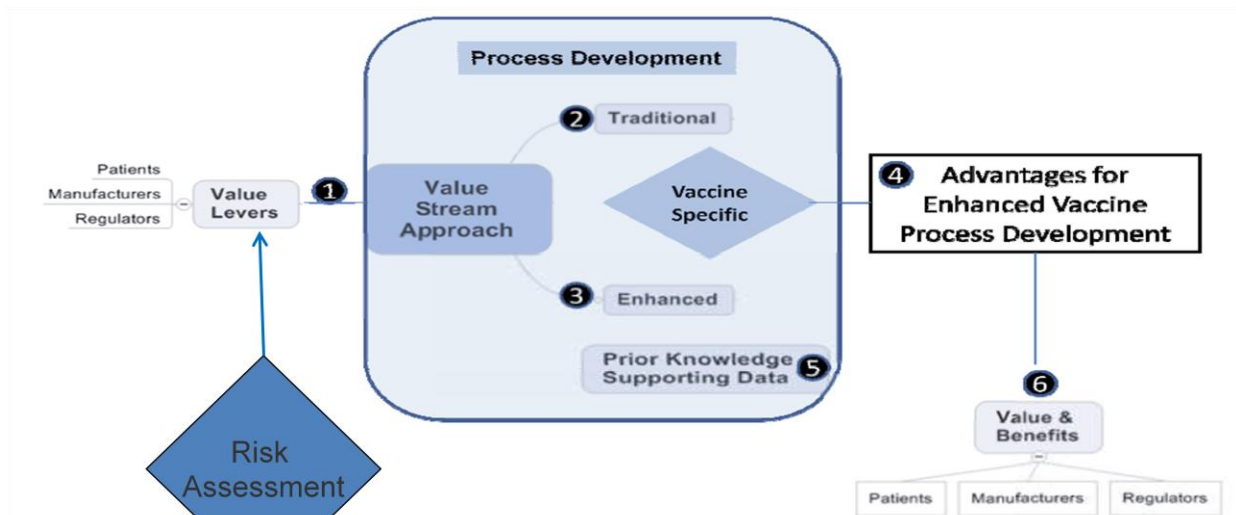 Process Development
2 Traditional
Patients
Manufacturers
Regulators
Value
Levers
1
Value
Stream
Approach
Vaccine
Specific
4 Advantages for
Enhanced Vaccine
Process Development
3 Enhanced
Prior Knowledge
Supporting Data 5
6
Value &
Benefits
Patients
Manufacturers
Regulators
Risk
Assessment